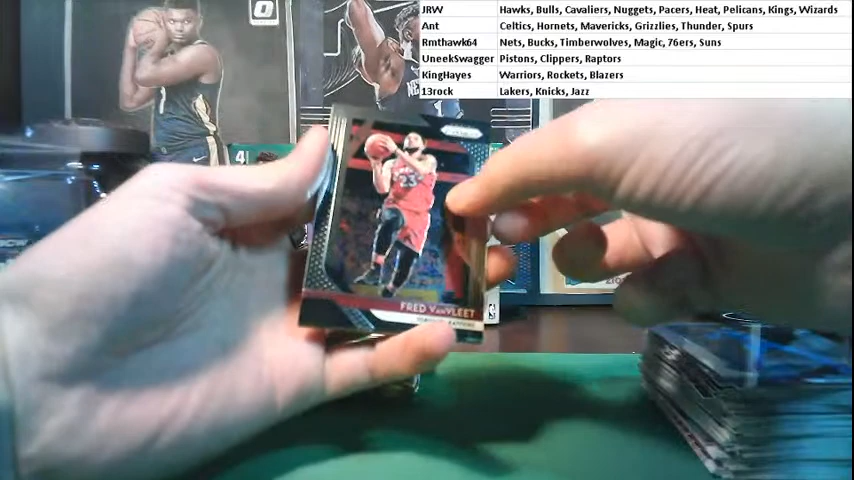 JRW Hawks, Bulls, Cavaliers, Nuggets, Pacers, Heat, Pelicans, Kings, Wizards
Ant Celtics, Hornets, Mavericks, Grizzlies, Thunder, Spurs
Rmthawk64 Nets, Bucks, Timberwolves, Magic, 76ers, Suns
UneekSwagger Pistons, Clippers, Raptors
KingHayes Warriors, Rockets, Blazers
13rock Lakers, Knicks, Jazz
23
FRED VANVLEET